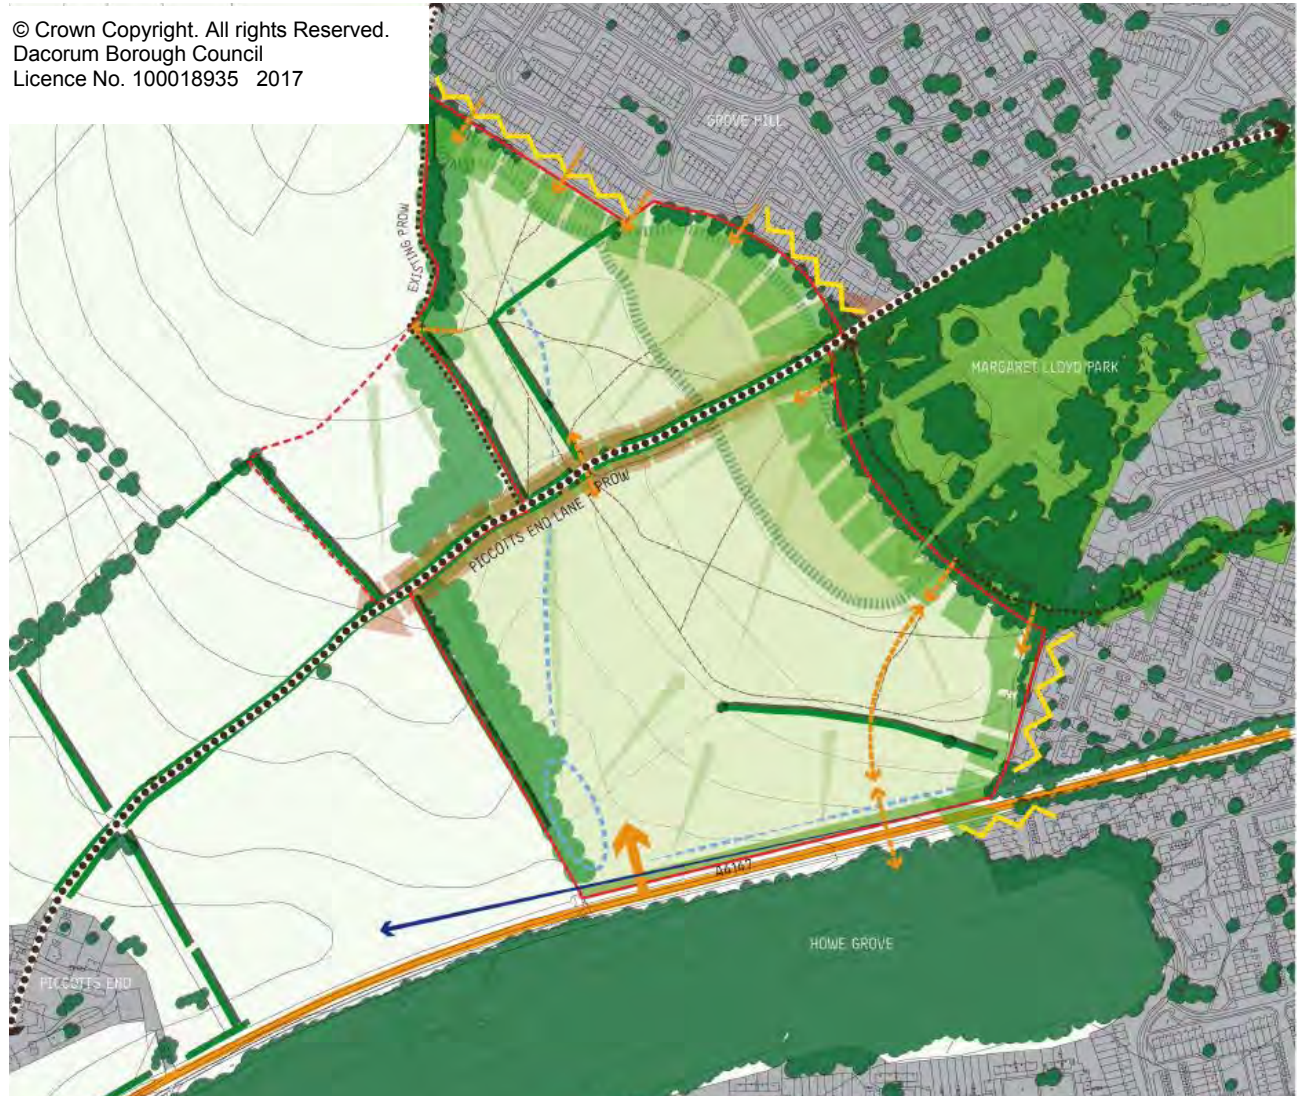 © Crown Copyright. All rights Reserved.
Dacorum Borough Council
Licence No. 100018935 2017
GROVE HILL
EXISTING PROW
MARGARET LLOYD PARK
PICCOTTS END LANE - PROW
A4147
HOWE GROVE
PICCOTTS END